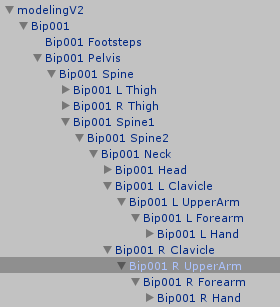 modelingV2
Bip001
Bip001 Footsteps
Bip001 Pelvis
Bip001 Spine
Bip001 L Thigh
Bip001 R Thigh
Bip001 Spine1
Bip001 Spine2
Bip001 Neck
Bip001 Head
Bip001 L Clavicle
Bip001 L UpperArm
Bip001 L Forearm
Bip001 L Hand
Bip001 R Clavicle
Bip001 R UpperArm
Bip001 R Forearm
Bip001 R Hand